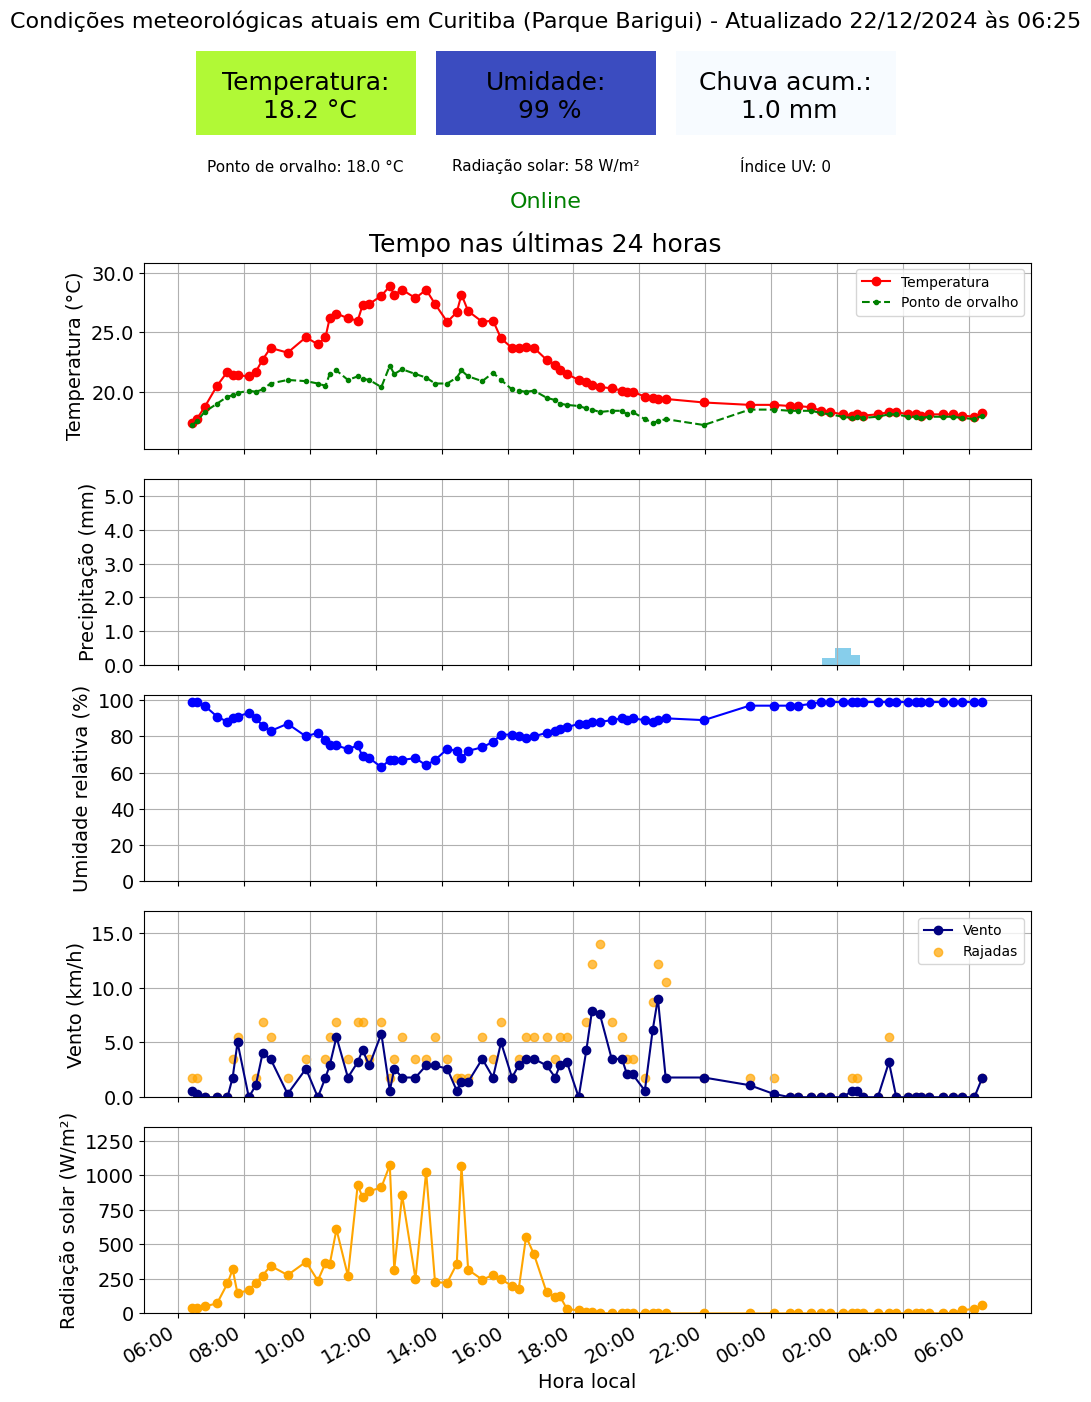 Condições meteorológicas atuais em Curitiba (Parque Barigui) - Atualizado 22/12/2024 às 06:25
Temperatura:
18.2 °C
Umidade:
99 %
Chuva acum.:
1.0 mm
Ponto de orvalho: 18.0 °C
Radiação solar: 58 W/m²
Índice UV: 0
Online
Tempo nas últimas 24 horas
Temperatura (°C)
30.0
25.0
20.0
Temperatura
Ponto de orvalho
Precipitação (mm)
5.0
4.0
3.0
2.0
1.0
0.0
Umidade relativa (%)
100
80
60
40
20
0
Vento (km/h)
15.0
10.0
5.0
0.0
Vento
Rajadas
Radiação solar (W/m²)
1250
1000
750
500
250
0
06:00
08:00
10:00
12:00
14:00
16:00
18:00
20:00
22:00
00:00
02:00
04:00
06:00
Hora local